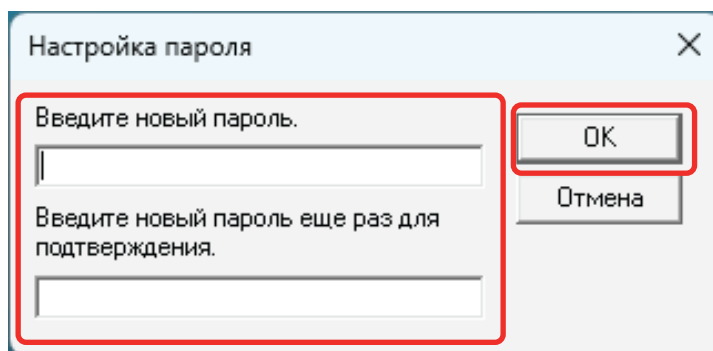 Настройка пароля
Введите новый пароль.
OK
Отмена
Введите новый пароль еще раз для
подтверждения.